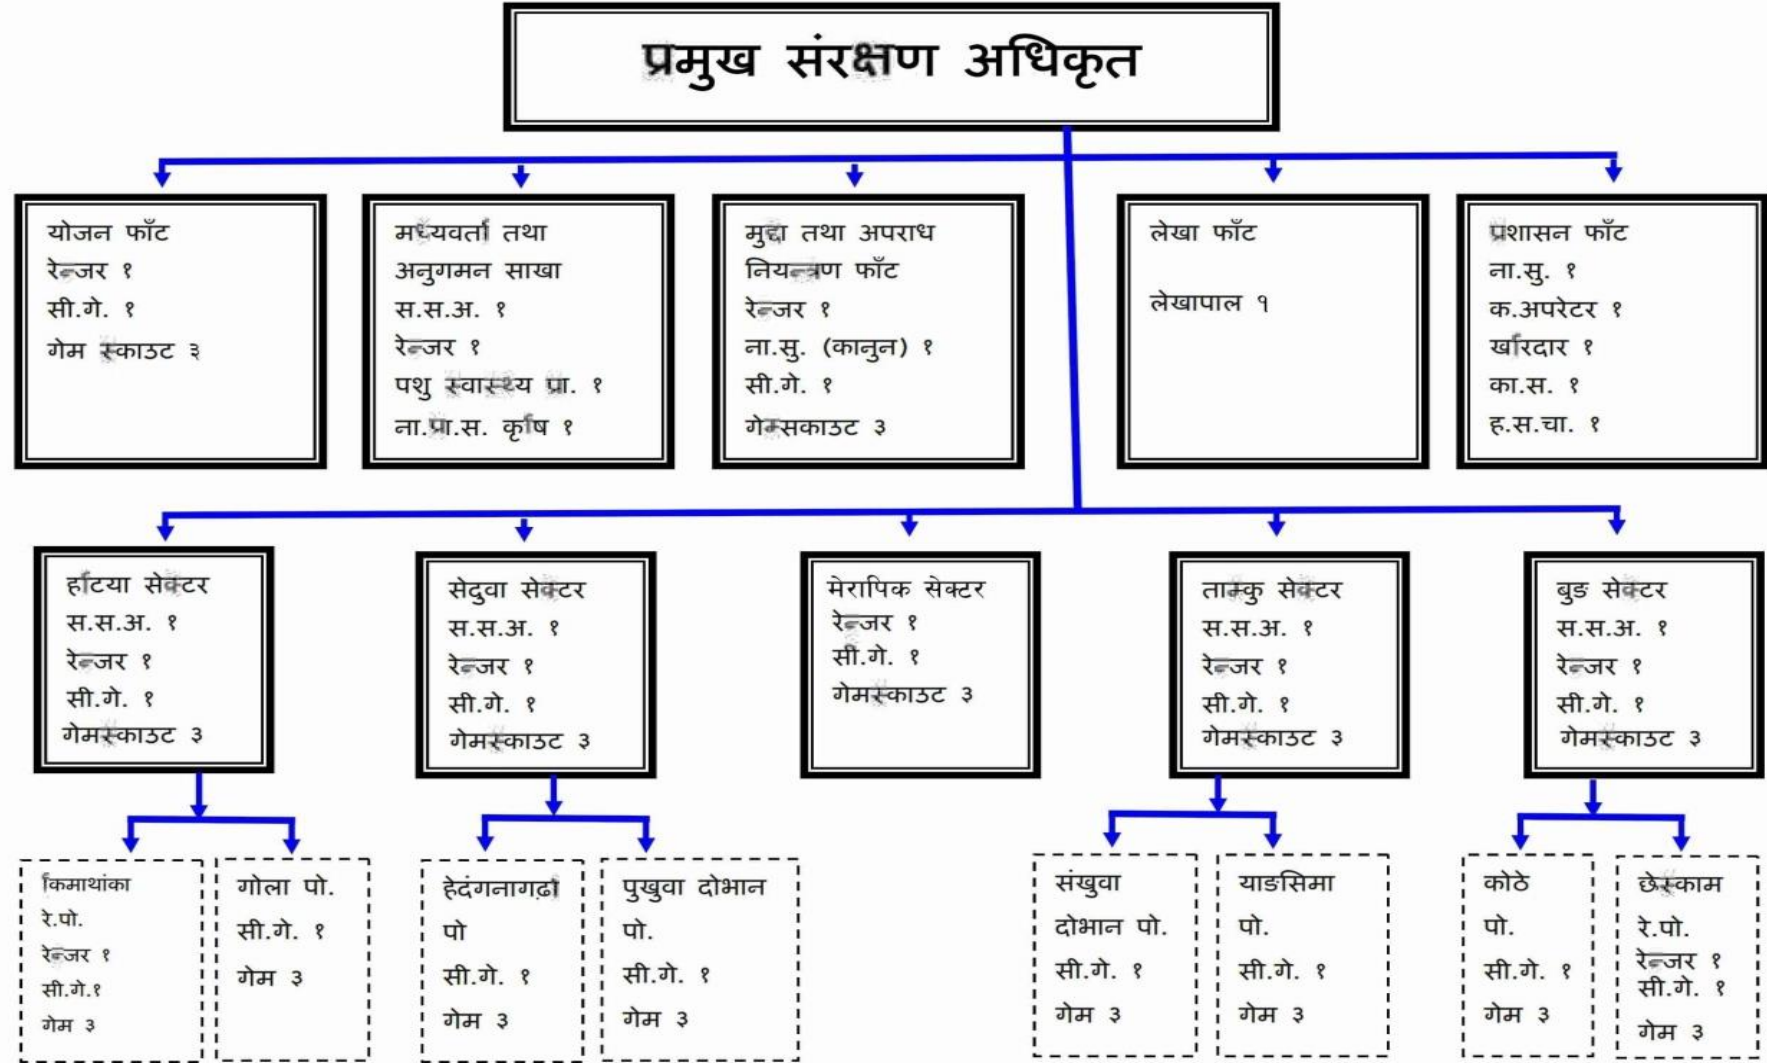 प्रमुख संरक्षण अधिकृत
योजन फाँट
रेन्जर १
सी.गे. १
गेम स्काउट ३
मध्यवर्ती तथा
अनुगमन साखा
स.स.अ. १
रेन्जर १
पशु स्वास्थ्य प्रा. १
ना.प्रा.स. कृषि १
मुद्दा तथा अपराध
नियन्त्रण फाँट
रेन्जर १
ना.सु. (कानुन) १
सी.गे. १
गेम्सकाउट ३
लेखा फाँट
लेखापाल १
प्रशासन फाँट
ना.सु. १
क.अपरेटर १
खरिदार १
का.स. १
ह.स.चा. १
हटिया सेक्टर
स.स.अ. १
रेन्जर १
सी.गे. १
गेमस्काउट ३
सेदुवा सेक्टर
स.स.अ. १
रेन्जर १
सी.गे. १
गेमस्काउट ३
मेरापिक सेक्टर
रेन्जर १
सी.गे. १
गेमस्काउट ३
ताम्कु सेक्टर
स.स.अ. १
रेन्जर १
सी.गे. १
गेमस्काउट ३
बुङ सेक्टर
स.स.अ. १
रेन्जर १
सी.गे. १
गेमस्काउट ३
किमाथांका
रे.पो.
रेन्जर १
सी.गे.१
गेम ३
गोला पो.
सी.गे. १
गेम ३
हेदंगनागढी
पो
सी.गे. १
गेम ३
पुखुवा दोभान
पो.
सी.गे. १
गेम ३
संखुवा
दोभान पो.
सी.गे. १
गेम ३
याङसिमा
पो.
सी.गे. १
गेम ३
कोठे
पो.
सी.गे. १
गेम ३
छेस्काम
रे.पो.
रेन्जर १
सी.गे. १
गेम ३